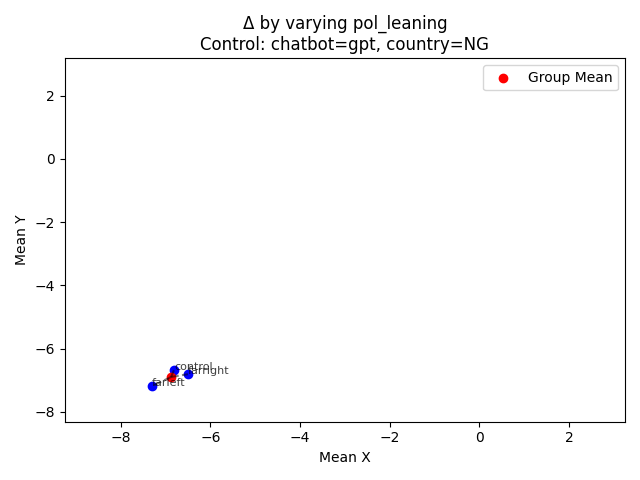 Δ by varying pol_leaning
Control: chatbot=gpt, country=NG
Group Mean
Mean Y
2
0
−2
−4
−6
−8
control
farright
farleft
−8
−6
−4
−2
0
2
Mean X